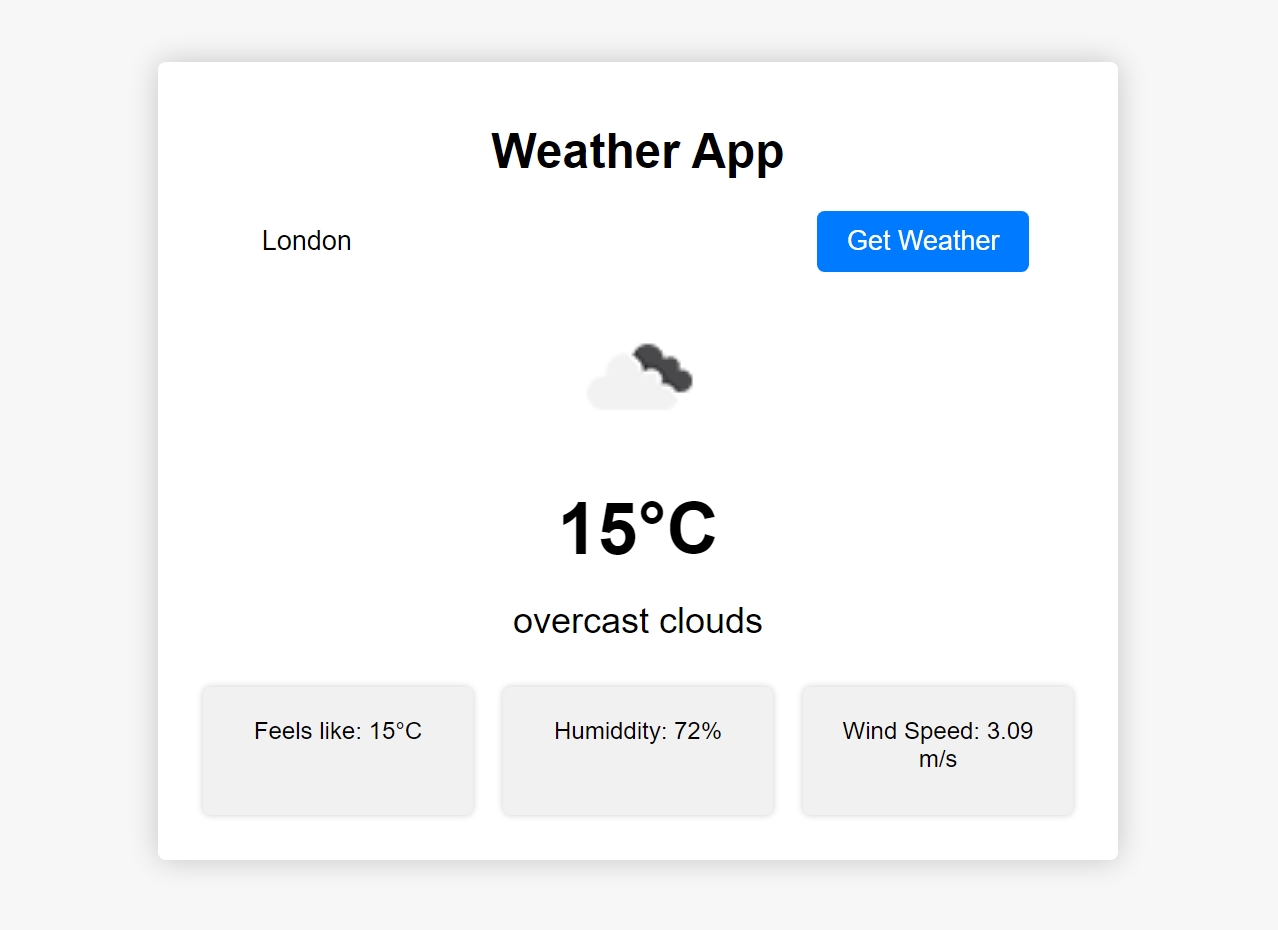 Weather App
London
Get Weather
15°C
overcast clouds
Feels like: 15°C
Humiddity: 72%
Wind Speed: 3.09
m/s